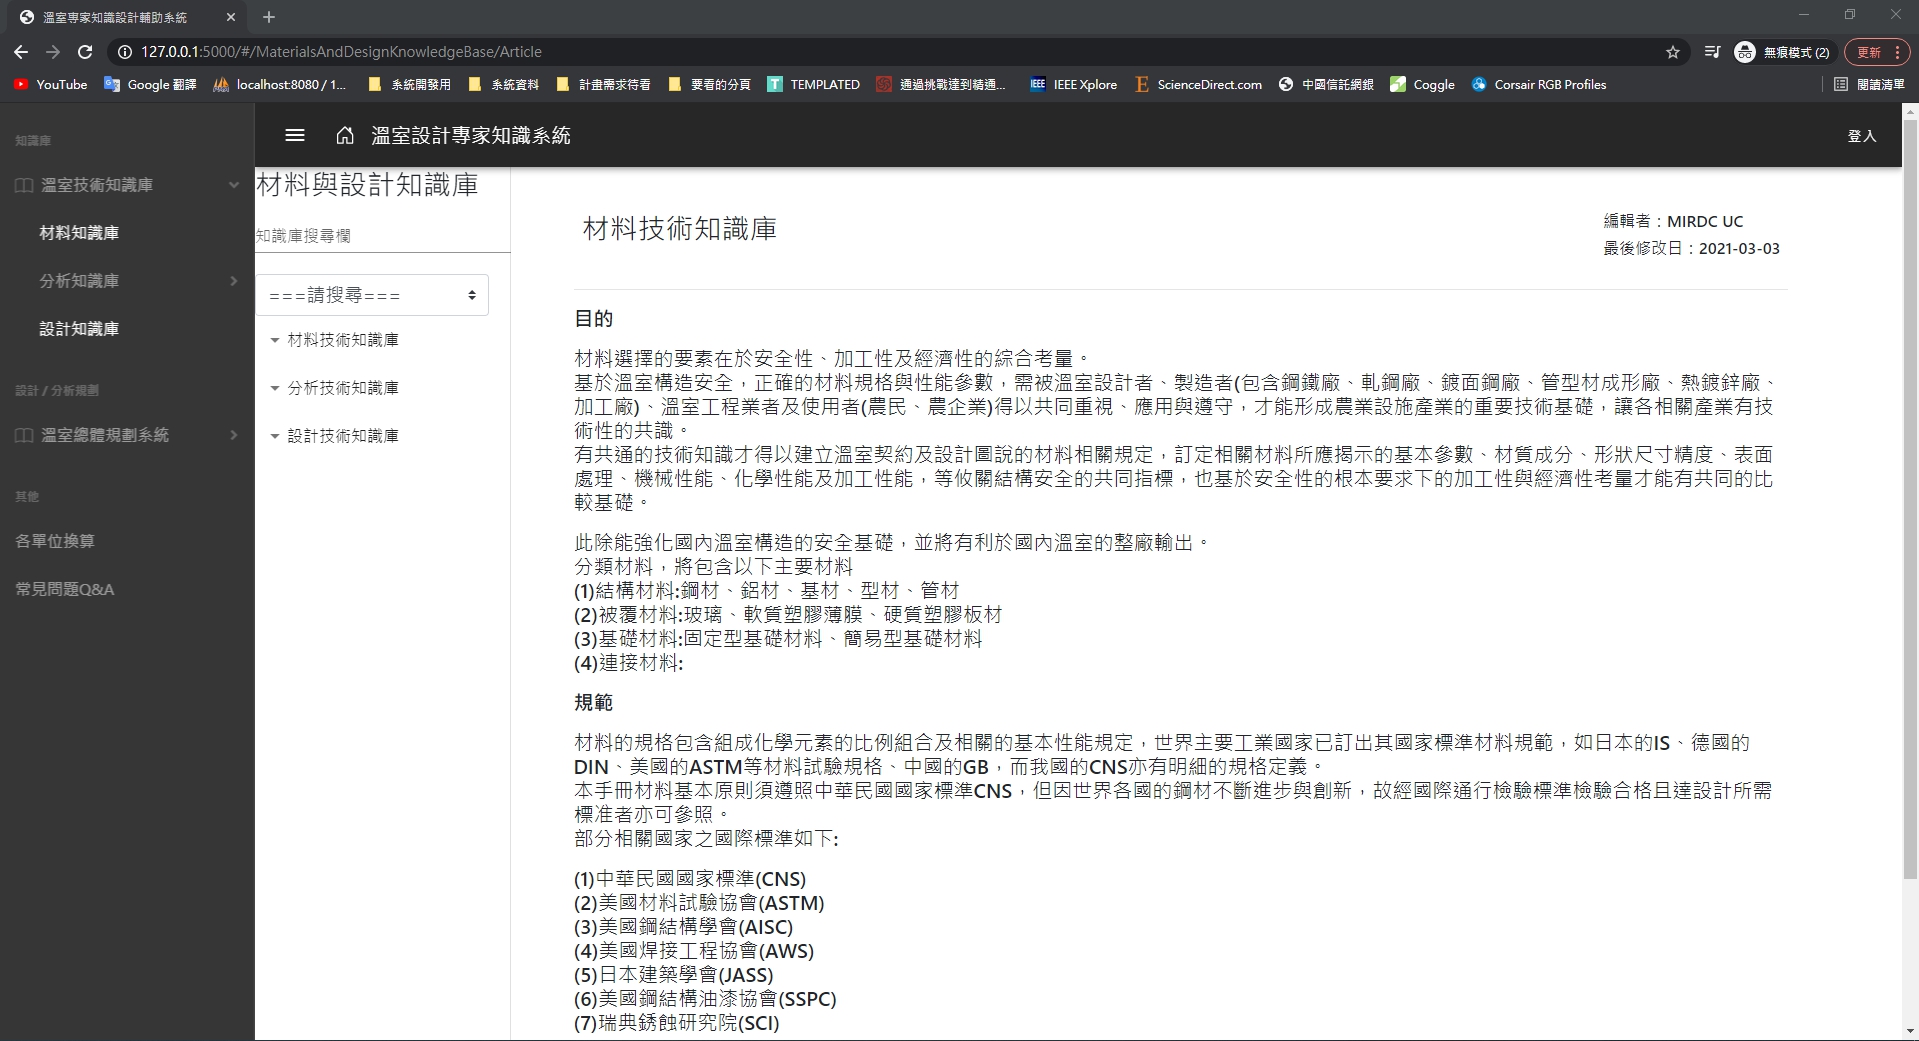 溫室專家知識設計輔助系統
127.0.0.1:5000/#/MaterialsAndDesignKnowledgeBase/Article
無痕模式 (2)
更新
YouTube
Google 翻譯
localhost:8080 / 1...
系統開發用
系統資料
計畫需求待看
要看的分頁
TEMPLATED
通過挑戰達到精通...
IEEE Xplore
ScienceDirect.com
中國信託網銀
Coggle
Corsair RGB Profiles
閱讀清單
溫室設計專家知識系統
登入
知識庫
溫室技術知識庫
材料知識庫
分析知識庫
設計知識庫
設計 / 分析規劃
溫室總體規劃系統
其他
各單位換算
常見問題Q&A
材料與設計知識庫
知識庫搜尋欄
===請搜尋===
材料技術知識庫
分析技術知識庫
設計技術知識庫
材料技術知識庫
編輯者：MIRDC UC
最後修改日：2021-03-03
目的
材料選擇的要素在於安全性、加工性及經濟性的綜合考量。
基於溫室構造安全，正確的材料規格與性能參數，需被溫室設計者、製造者(包含鋼鐵廠、軋鋼廠、鍍面鋼廠、管型材成形廠、熱鍍鋅廠、
加工廠)、溫室工程業者及使用者(農民、農企業)得以共同重視、應用與遵守，才能形成農業設施產業的重要技術基礎，讓各相關產業有技
術性的共識。
有共通的技術知識才得以建立溫室契約及設計圖說的材料相關規定，訂定相關材料所應揭示的基本參數、材質成分、形狀尺寸精度、表面
處理、機械性能、化學性能及加工性能，等攸關結構安全的共同指標，也基於安全性的根本要求下的加工性與經濟性考量才能有共同的比
較基礎。
此除能強化國內溫室構造的安全基礎，並將有利於國內溫室的整廠輸出。
分類材料，將包含以下主要材料
(1)結構材料:鋼材、鋁材、基材、型材、管材
(2)被覆材料:玻璃、軟質塑膠薄膜、硬質塑膠板材
(3)基礎材料:固定型基礎材料、簡易型基礎材料
(4)連接材料:
規範
材料的規格包含組成化學元素的比例組合及相關的基本性能規定，世界主要工業國家已訂出其國家標準材料規範，如日本的IS、德國的
DIN、美國的ASTM等材料試驗規格、中國的GB，而我國的CNS亦有明細的規格定義。
本手冊材料基本原則須遵照中華民國國家標準CNS，但因世界各國的鋼材不斷進步與創新，故經國際通行檢驗標準檢驗合格且達設計所需
標准者亦可參照。
部分相關國家之國際標準如下:
(1)中華民國國家標準(CNS)
(2)美國材料試驗協會(ASTM)
(3)美國鋼結構學會(AISC)
(4)美國焊接工程協會(AWS)
(5)日本建築學會(JASS)
(6)美國鋼結構油漆協會(SSPC)
(7)瑞典銹蝕研究院(SCI)